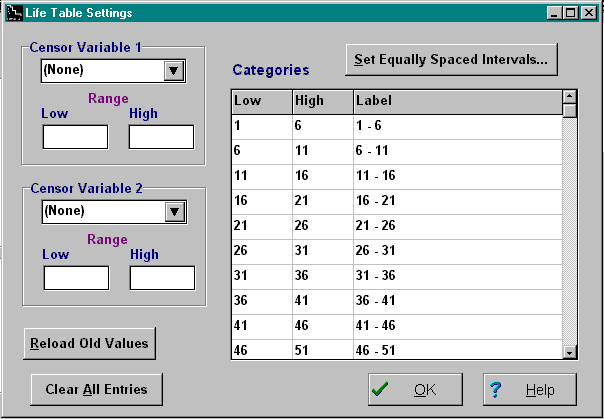 Life Table Settings
Censor Variable 1
(None)
Range
Low High
Censor Variable 2
(None)
Range
Low High
Reload Old Values
Clear All Entries
Set Equally Spaced Intervals...
Categories
Low High Label
1 6 1 - 6
6 11 6 - 11
11 16 11 - 16
16 21 16 - 21
21 26 21 - 26
26 31 26 - 31
31 36 31 - 36
36 41 36 - 41
41 46 41 - 46
46 51 46 - 51
OK
? Help